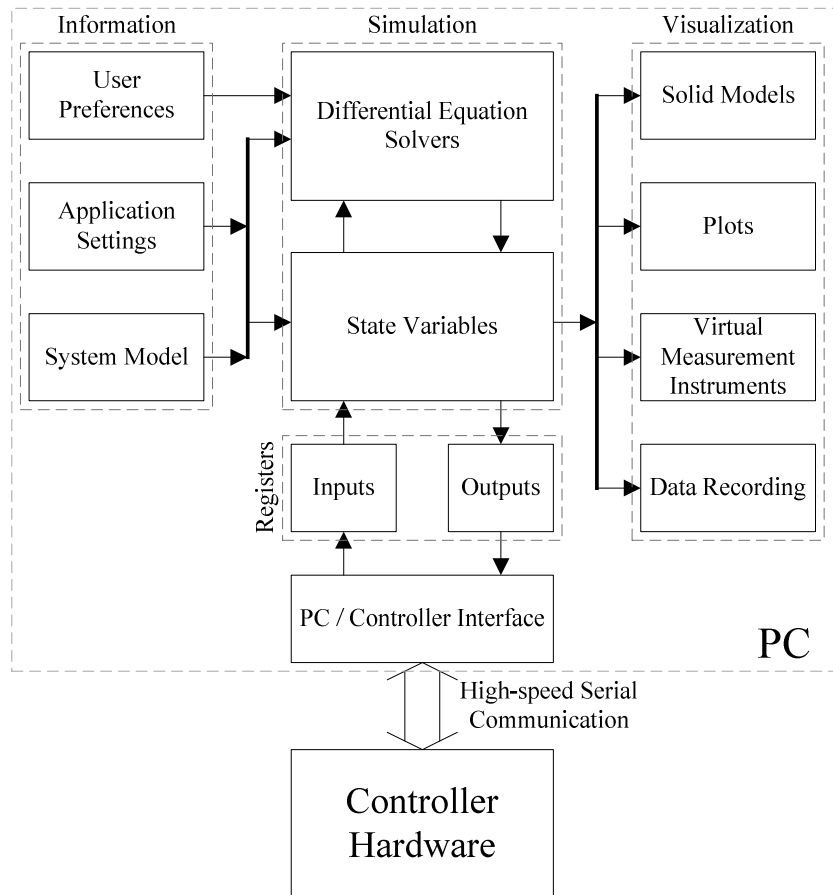 Information
Simulation
Visualization
User
Preferences
Differential Equation
Solvers
Solid Models
Application
Settings
Plots
System Model
State Variables
Virtual
Measurement
Instruments
Registers
Inputs
Outputs
Data Recording
PC / Controller Interface
PC
High-speed Serial
Communication
Controller
Hardware